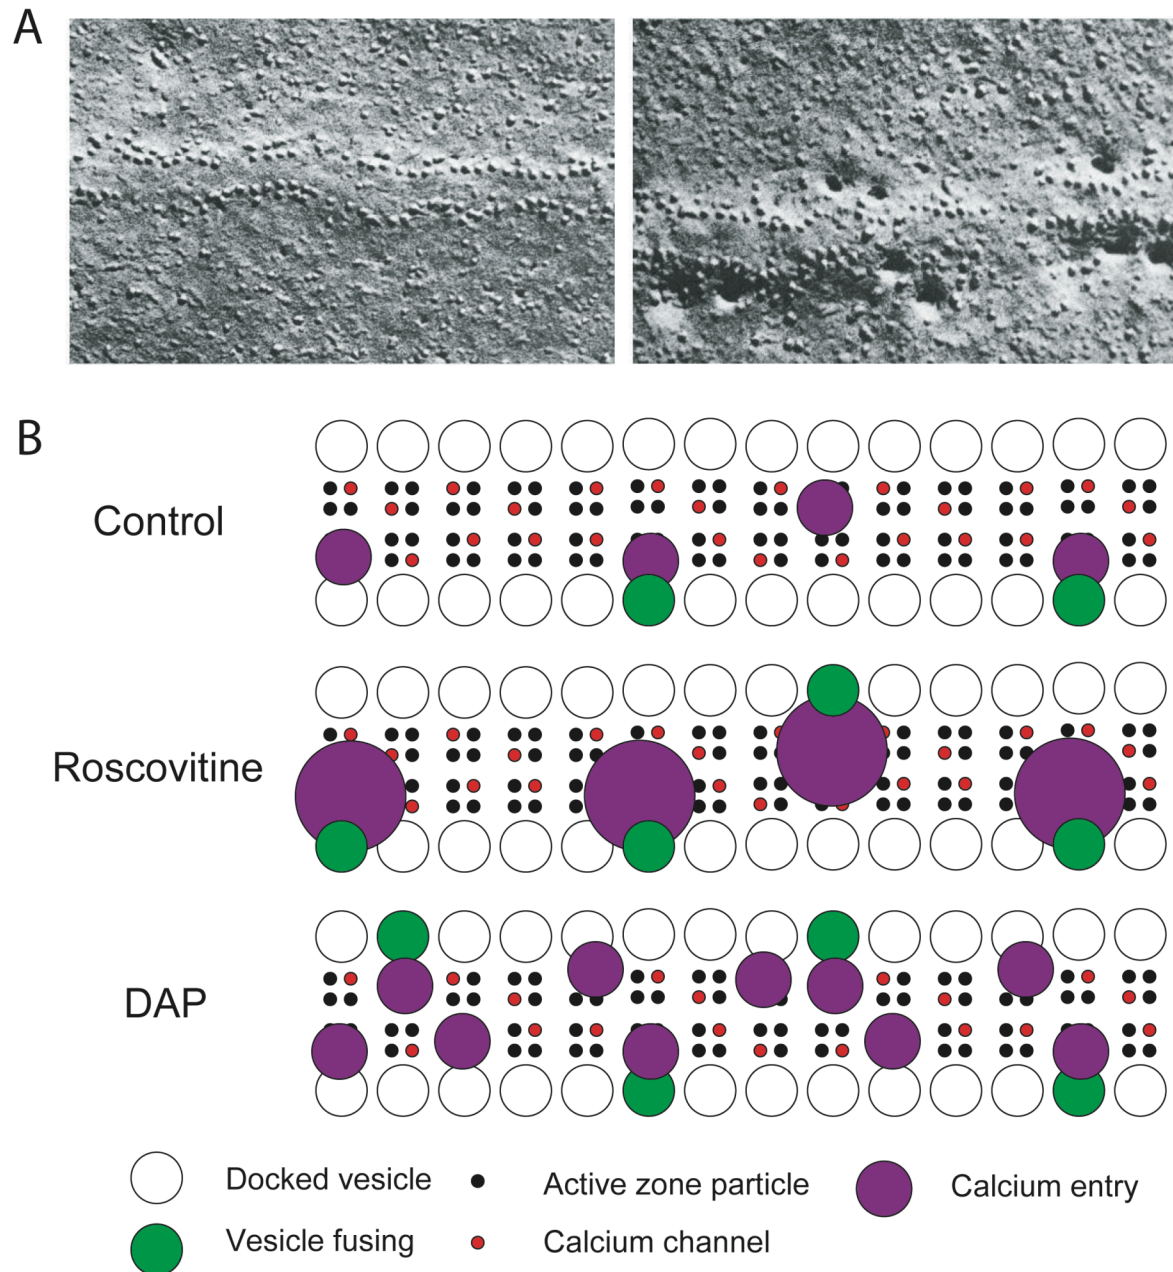 A
B
Control
Roscovitine
DAP
Docked vesicle
Active zone particle
Calcium entry
Vesicle fusing
Calcium channel